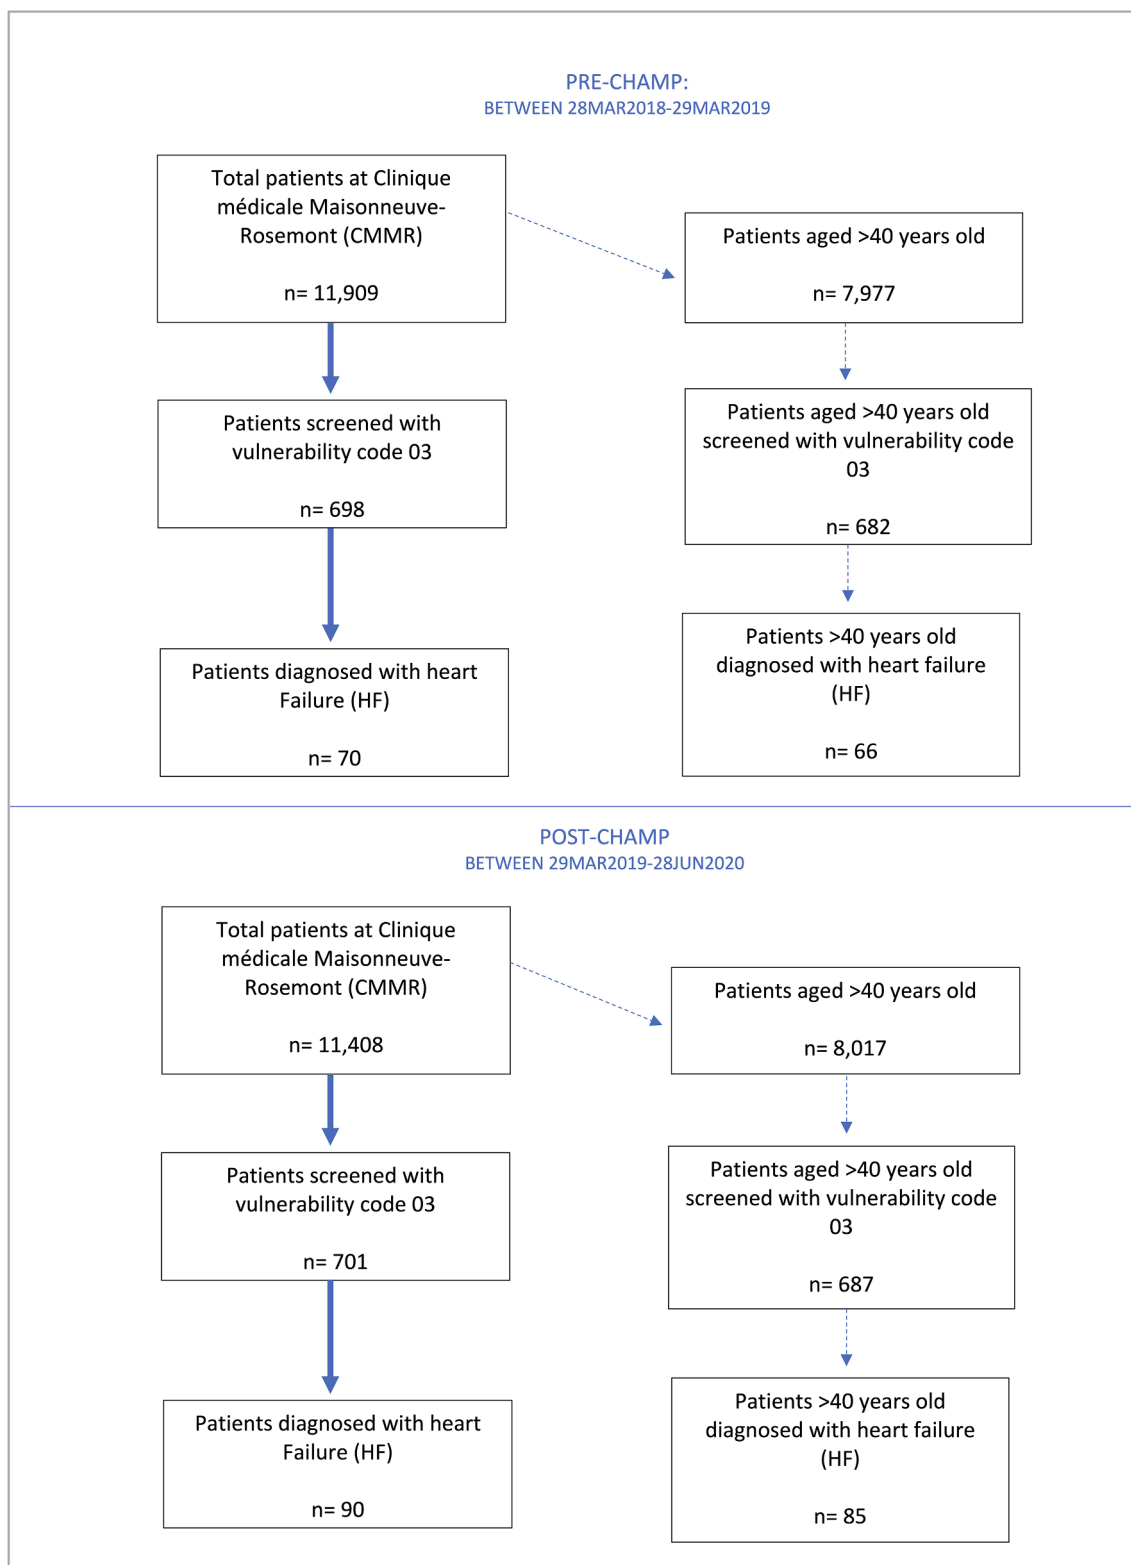 PRE-CHAMP:
BETWEEN 28MAR2018-29MAR2019
Total patients at Clinique
médicale Maisonneuve-
Rosemont (CMMR)
n= 11,909
Patients aged >40 years old
n= 7,977
Patients screened with
vulnerability code 03
n= 698
Patients aged >40 years old
screened with vulnerability code
03
n= 682
Patients diagnosed with heart
Failure (HF)
n= 70
Patients >40 years old
diagnosed with heart failure
(HF)
n= 66
POST-CHAMP
BETWEEN 29MAR2019-28JUN2020
Total patients at Clinique
médicale Maisonneuve-
Rosemont (CMMR)
n= 11,408
Patients aged >40 years old
n= 8,017
Patients screened with
vulnerability code 03
n= 701
Patients aged >40 years old
screened with vulnerability code
03
n= 687
Patients diagnosed with heart
Failure (HF)
n= 90
Patients >40 years old
diagnosed with heart failure
(HF)
n= 85